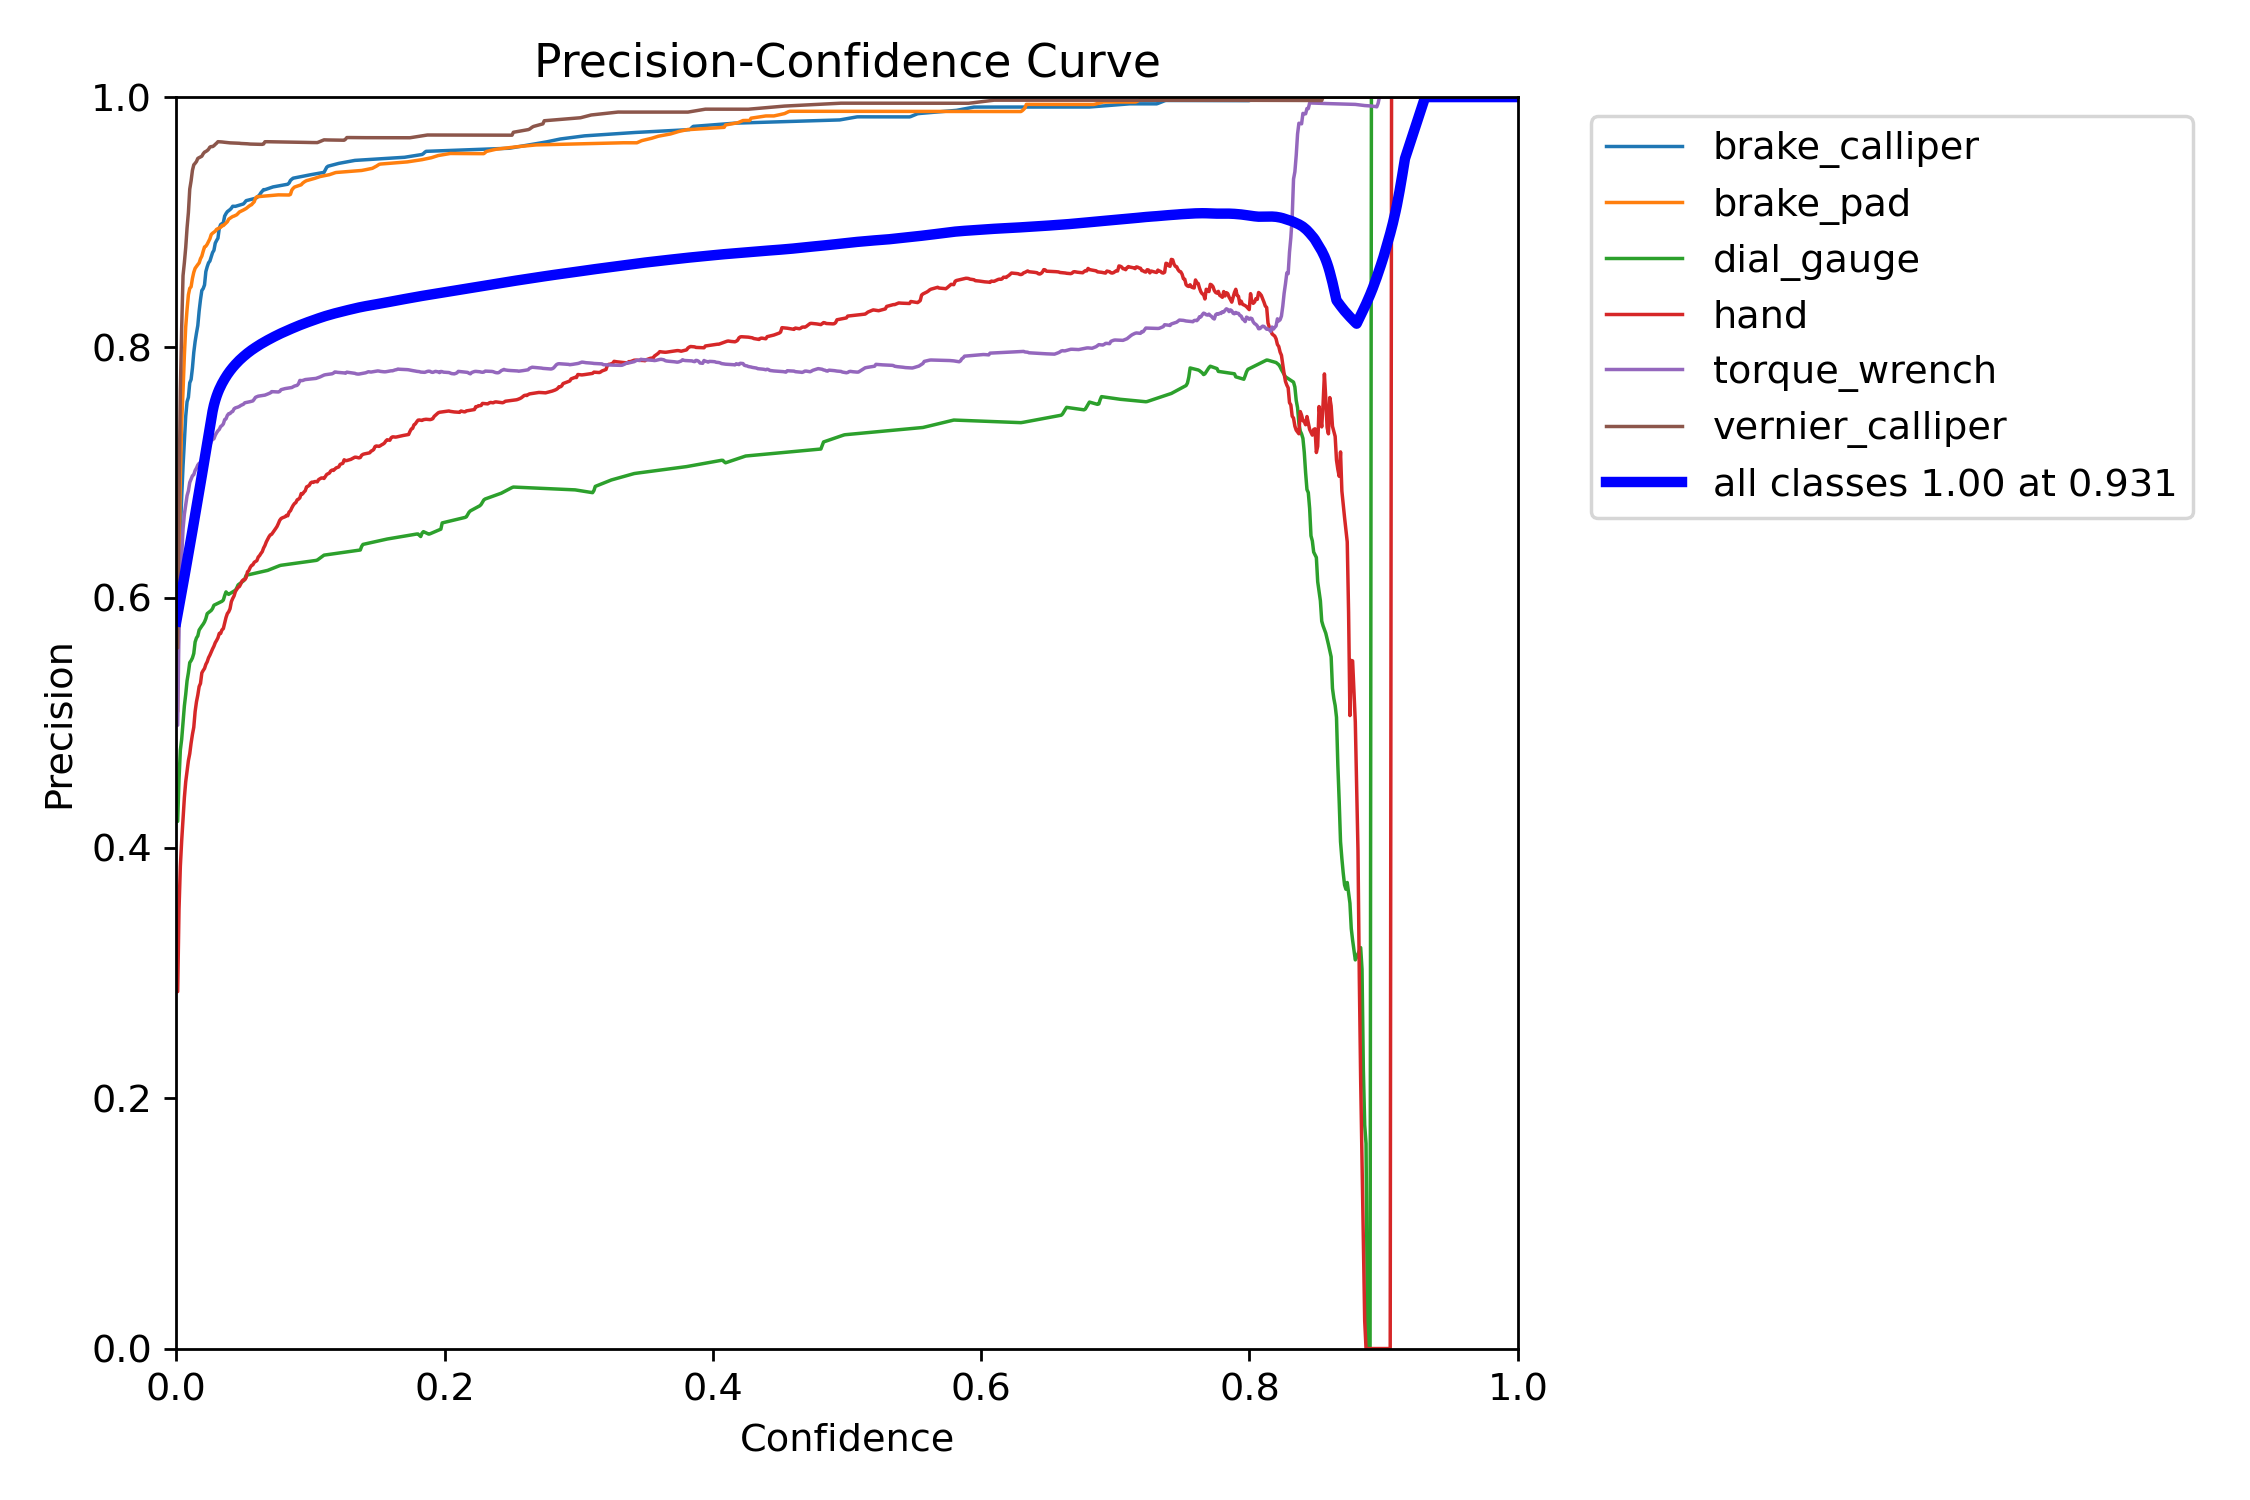 Precision-Confidence Curve
1.0
0.8
0.6
0.4
0.2
0.0
Precision
0.0 0.2 0.4 0.6 0.8 1.0
Confidence
brake_calliper
brake_pad
dial_gauge
hand
torque_wrench
vernier_calliper
all classes 1.00 at 0.931